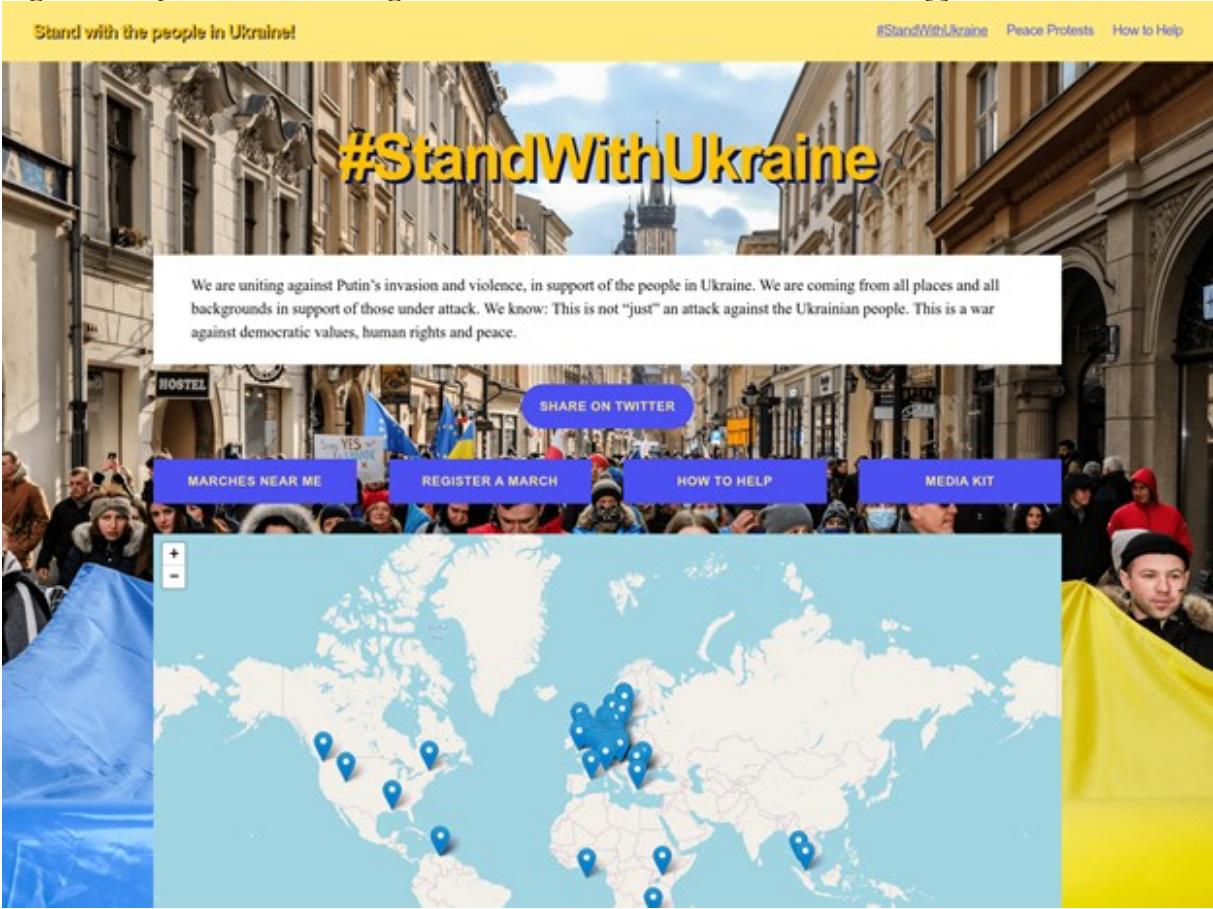 Stand with the people in Ukraine!
#StandWithUkraine Peace Protests How to Help
#StandWithUkraine
We are uniting against Putin's invasion and violence, in support of the people in Ukraine. We are coming from all places and all
backgrounds in support of those under attack. We know: This is not “just“ an attack against the Ukrainian people. This is a war
against democratic values, human rights and peace.
HOSTEL
SHARE ON TWITTER
YES
MARCHES NEAR ME
REGISTER A MARCH
HOW TO HELP
MEDIA KIT
+
−